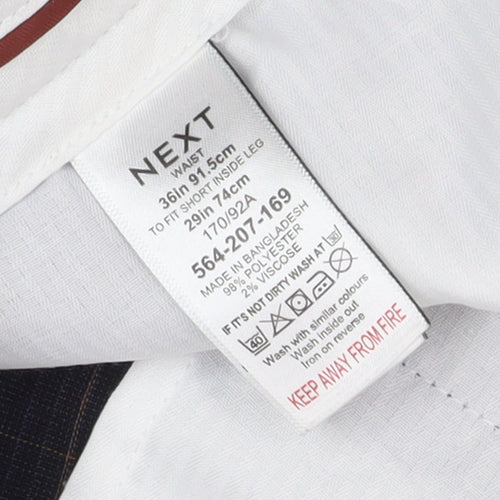 NEXT
WAIST
36in 91.5cm
TO FIT SHORT INSIDE LEG
29in 74cm
170/92A
564-207-169
MADE IN BANGLADESH
98% POLYESTER
2% VISCOSE
IF IT'S NOT DIRTY WASH AT 30
40
Wash with similar colours
Wash inside out
Iron on reverse
KEEP AWAY FROM FIRE